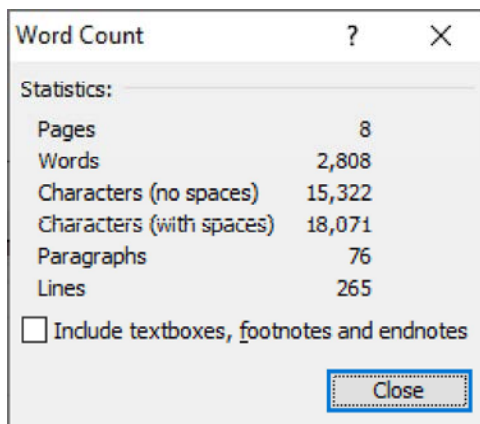 Word Count ? ×
Statistics:
Pages 8
Words 2,808
Characters (no spaces) 15,322
Characters (with spaces) 18,071
Paragraphs 76
Lines 265
Include textboxes, footnotes and endnotes
Close